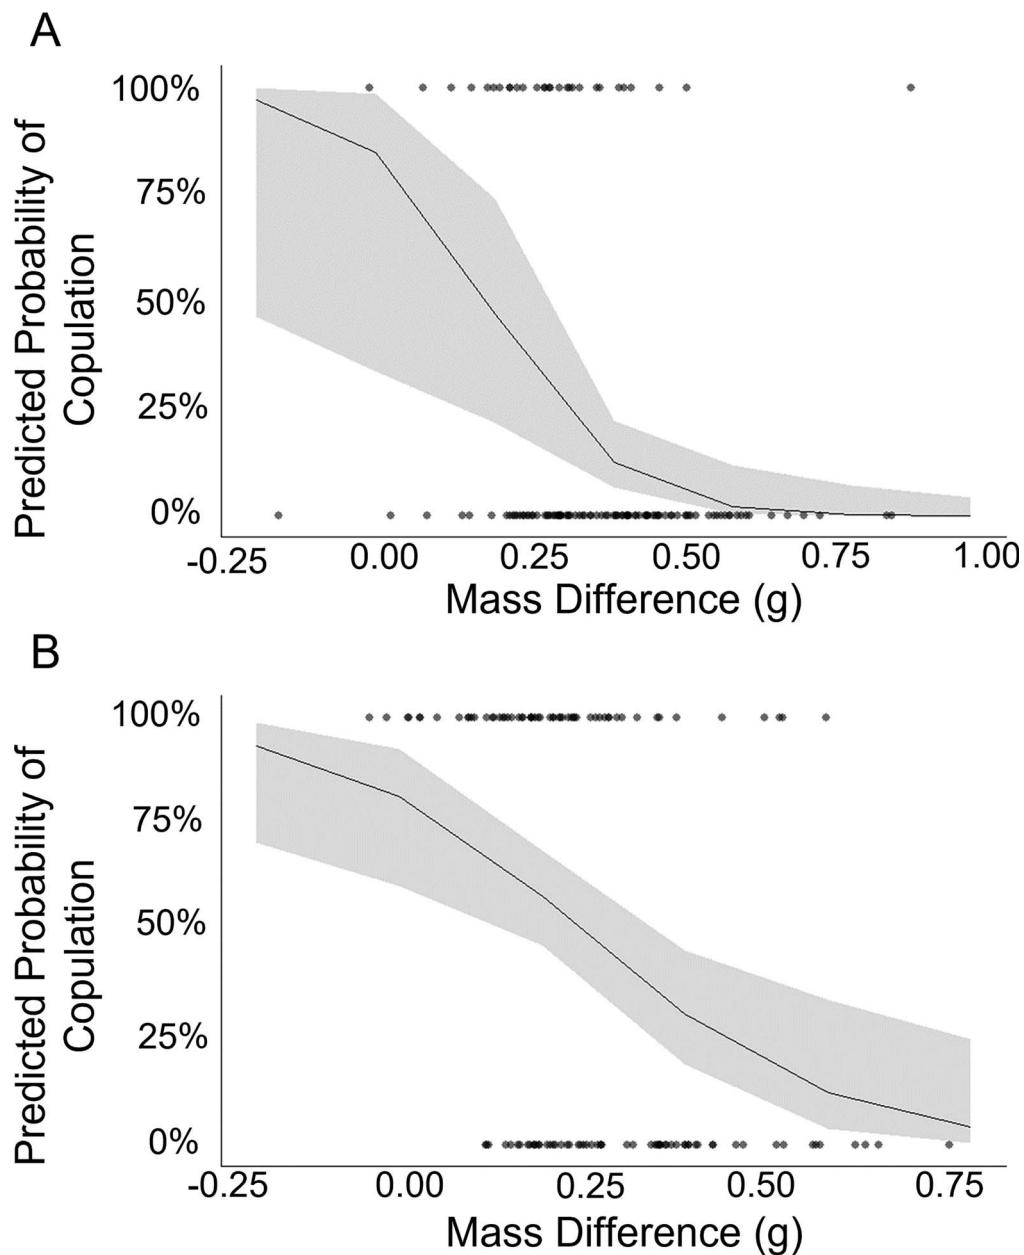 A
Predicted Probability of
Copulation
100%
75%
50%
25%
0%
-0.25 0.00 0.25 0.50 0.75 1.00
Mass Difference (g)
B
Predicted Probability of
Copulation
100%
75%
50%
25%
0%
-0.25 0.00 0.25 0.50 0.75
Mass Difference (g)